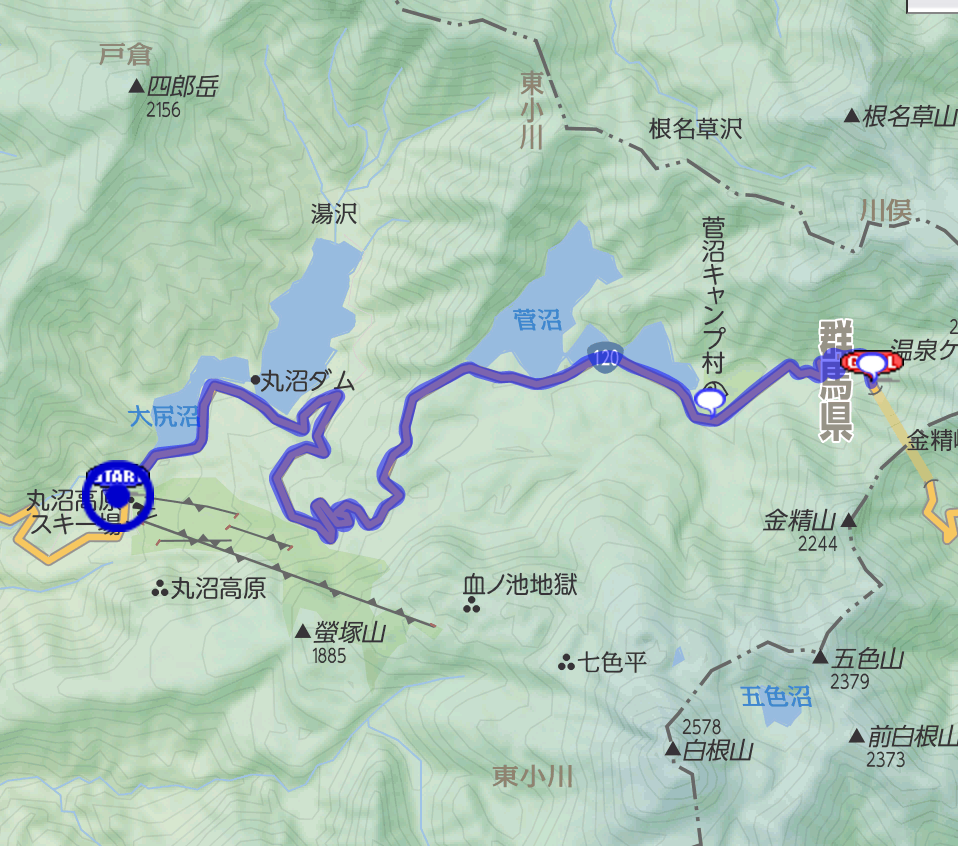 戸倉
四郎岳
2156
東小川
根名草沢
根名草山
川俣
湯沢
菅沼キャンプ村
菅沼
120
群馬県
温泉ケ
丸沼ダム
大尻沼
金精
丸沼高原
スキー場
金精山
2244
丸沼高原
血ノ池地獄
螢塚山
1885
七色平
五色山
2379
五色沼
2578
白根山
前白根山
2373
東小川